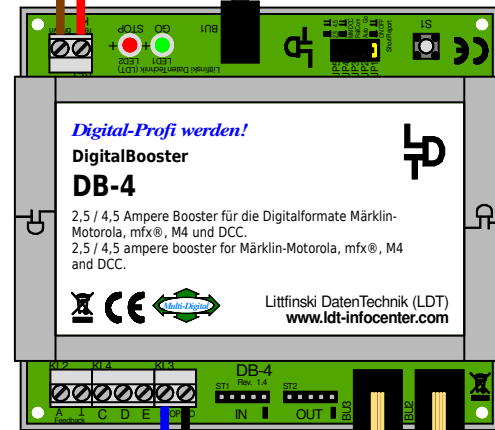 STOP
GO
BU1
S1
LED2
LED1
Littfinski DatenTechnik (LDT)
Digital-Profi werden!
DigitalBooster
DB-4
2,5 / 4,5 Ampere Booster für die Digitalformate Märklin-
Motorola, mfx®, M4 und DCC.
2,5 / 4,5 ampere booster for Märklin-Motorola, mfx®, M4
and DCC.
Multi-Digital
Littfinski DatenTechnik (LDT)
www.ldt-infocenter.com
KL2 KL4 KL3
DB-4
Rev. 1.4
ST1 ST2
A ⊥ C D E
Feedback
IN OUT
BU3 BU2